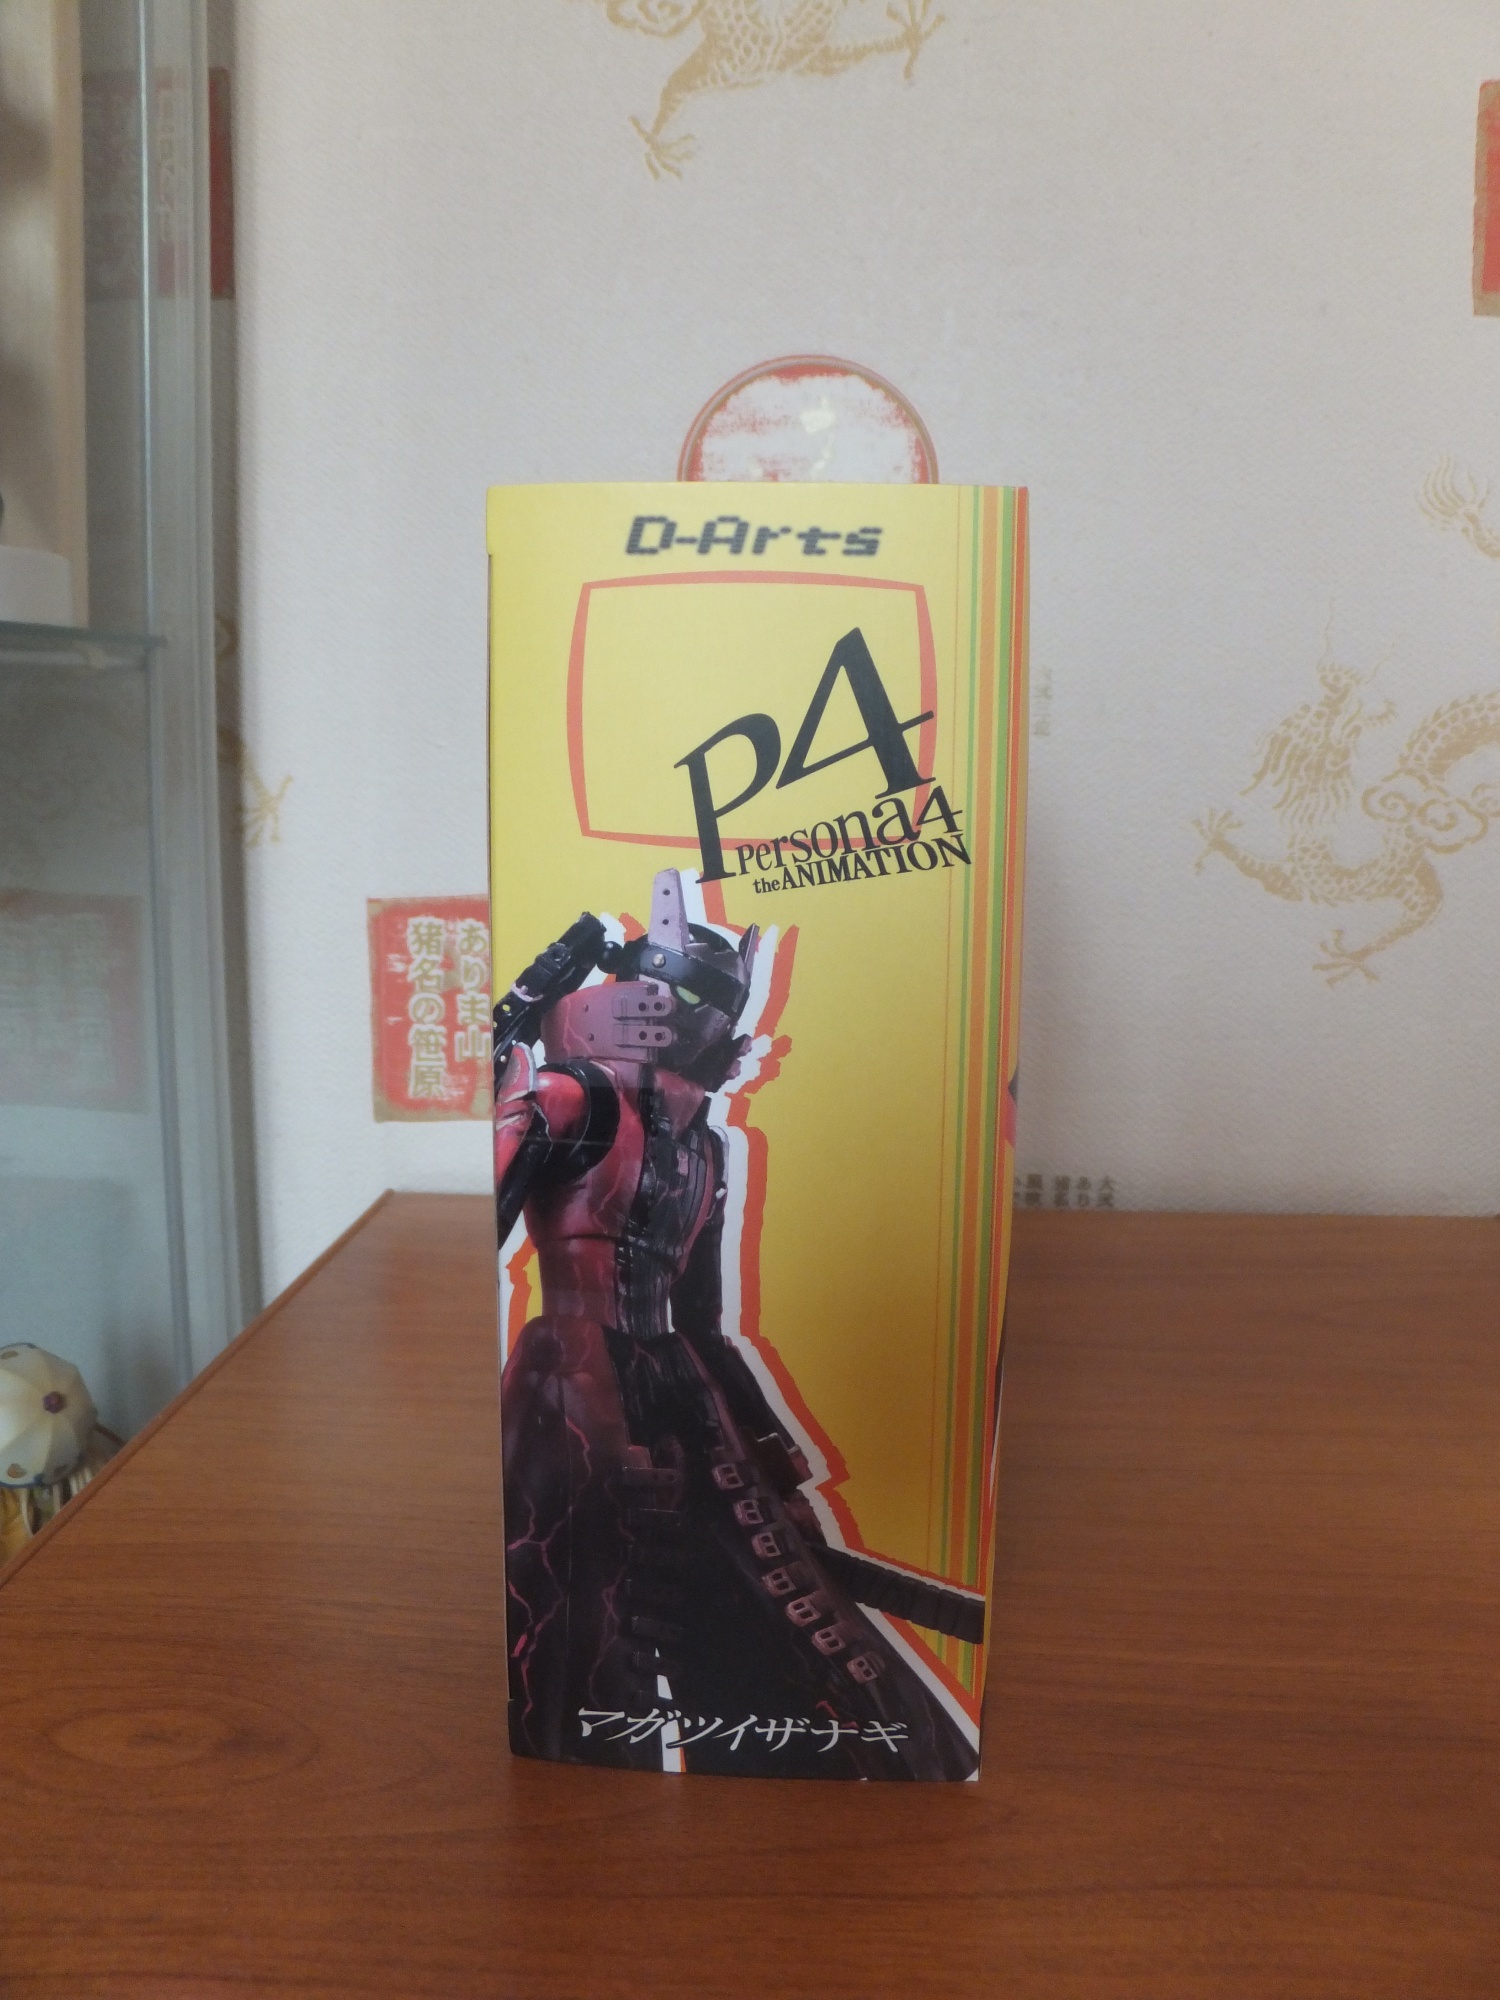 D-Arts
P4
Persona4
the ANIMATION
ありま山
猪名の笹原
マガツイザナギ